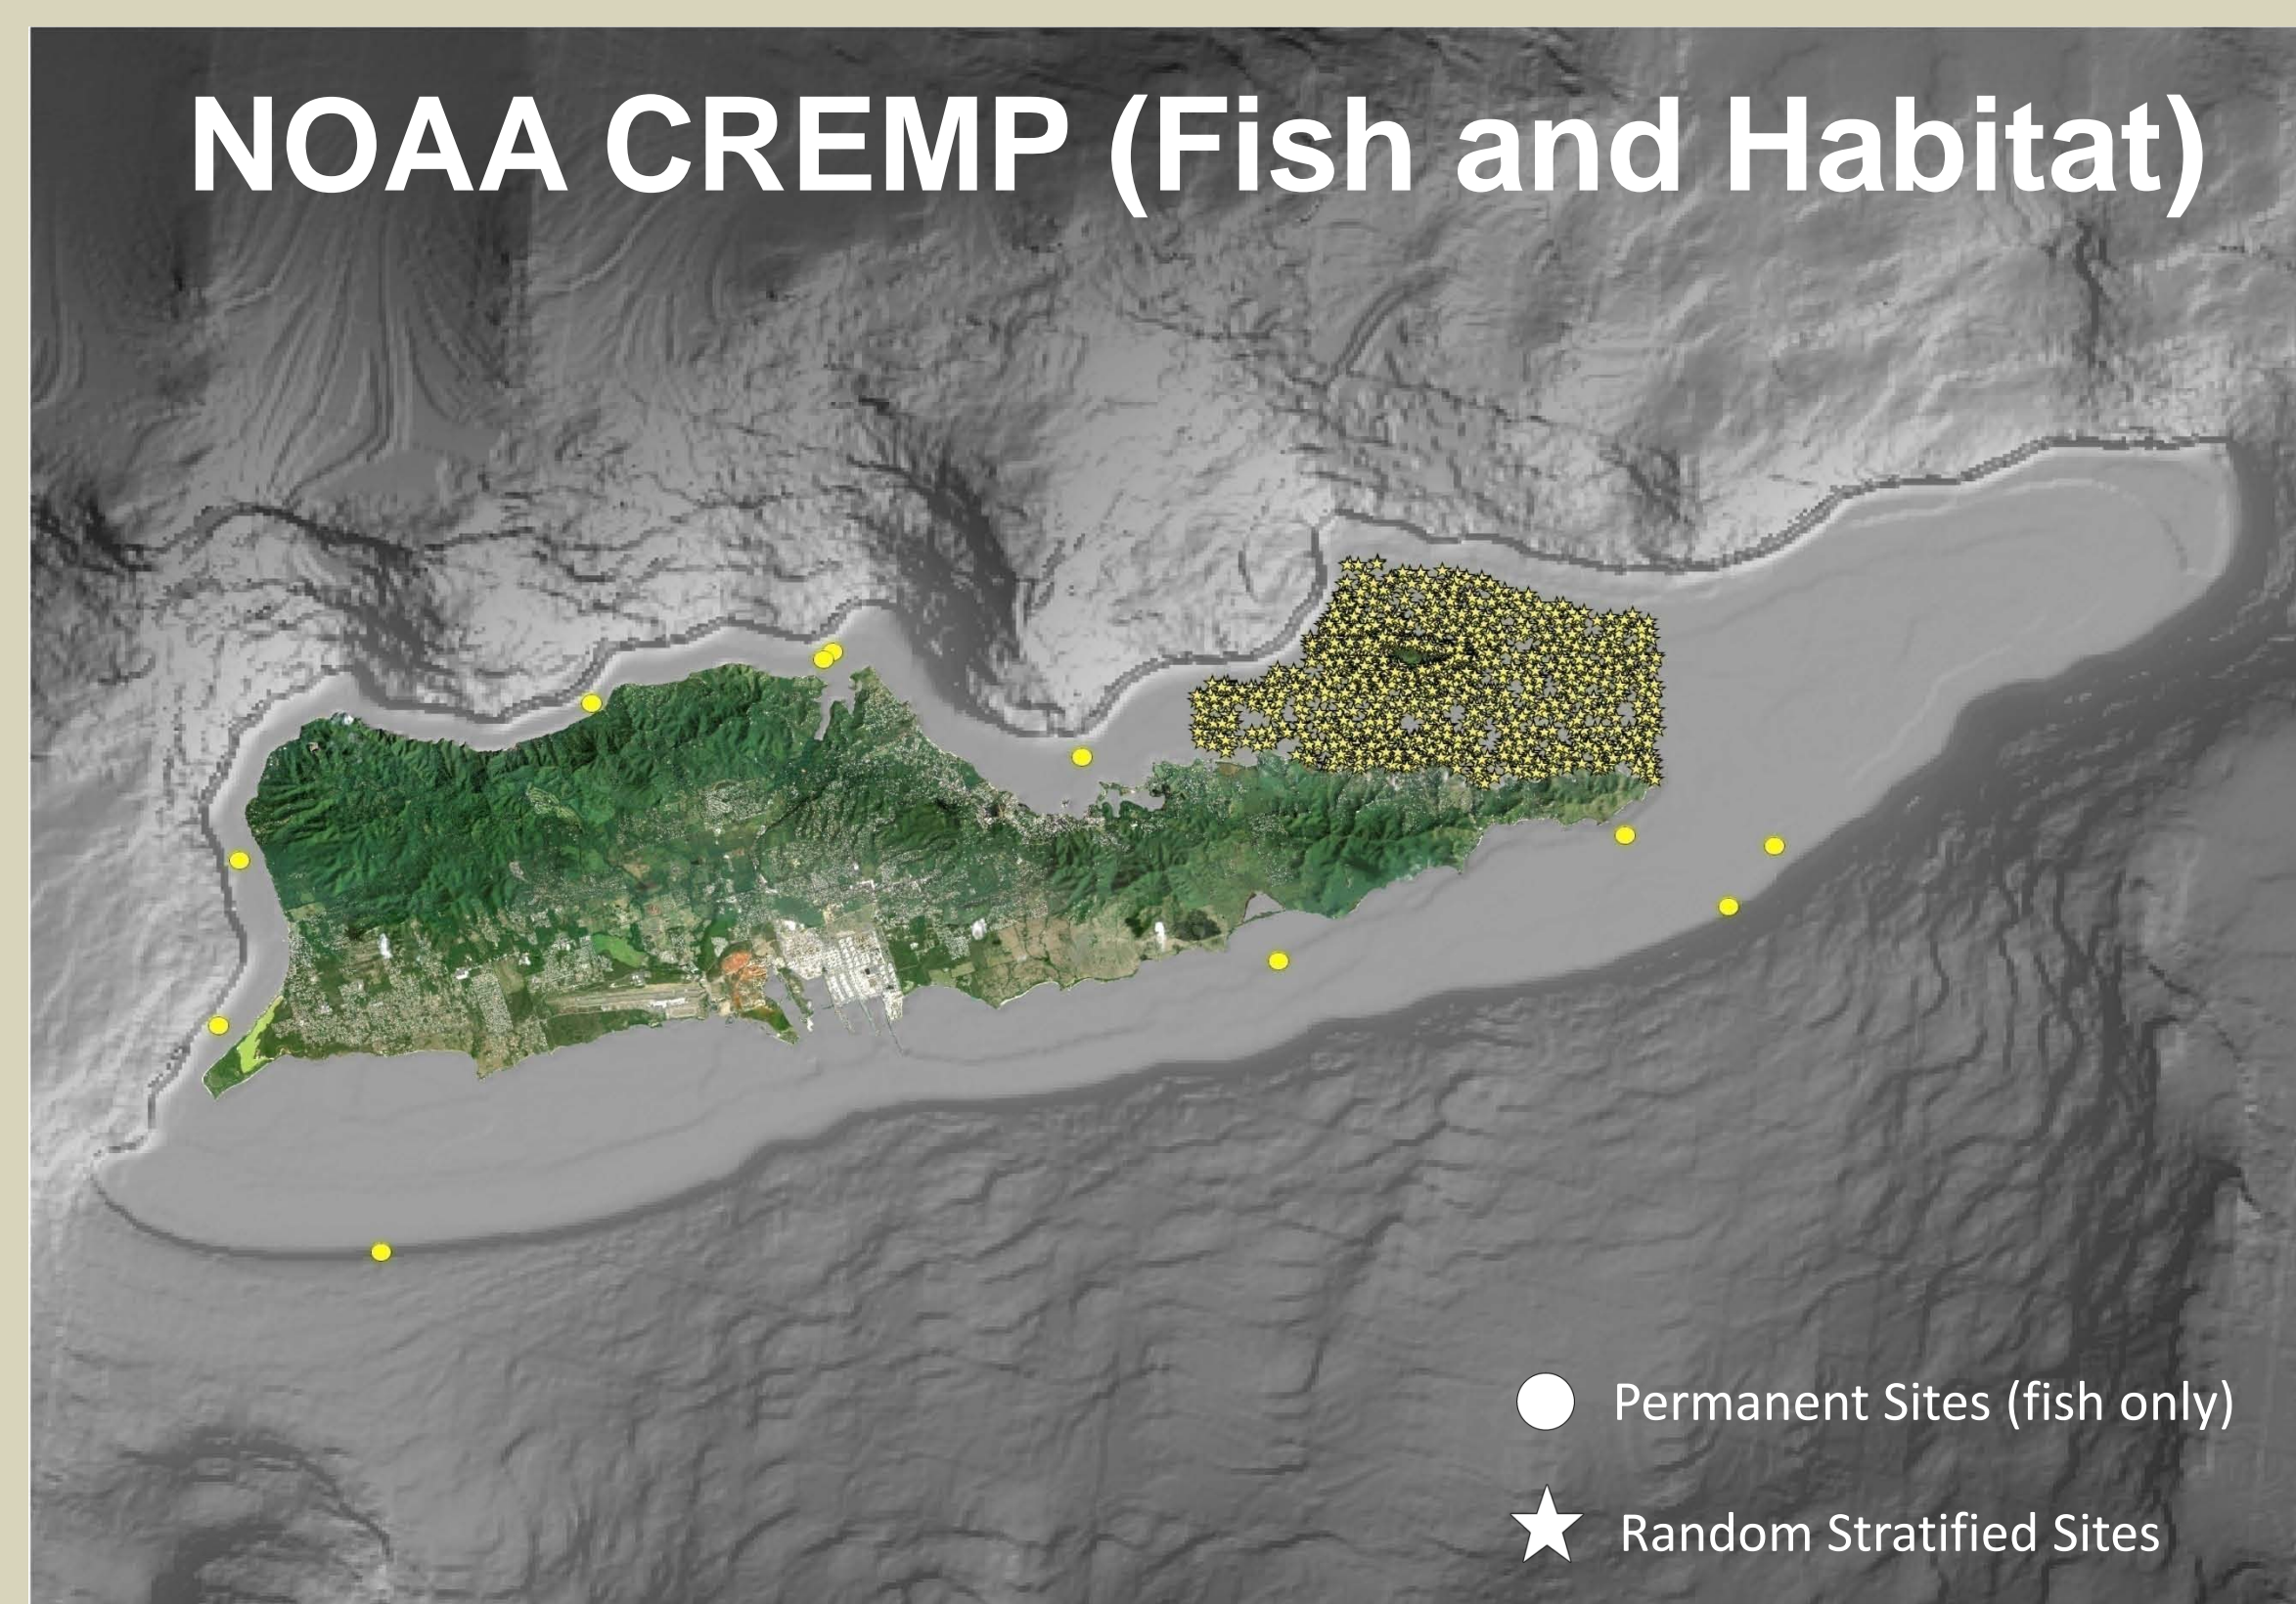 NOAA CREMP (Fish and Habitat)
Permanent Sites (fish only)
Random Stratified Sites